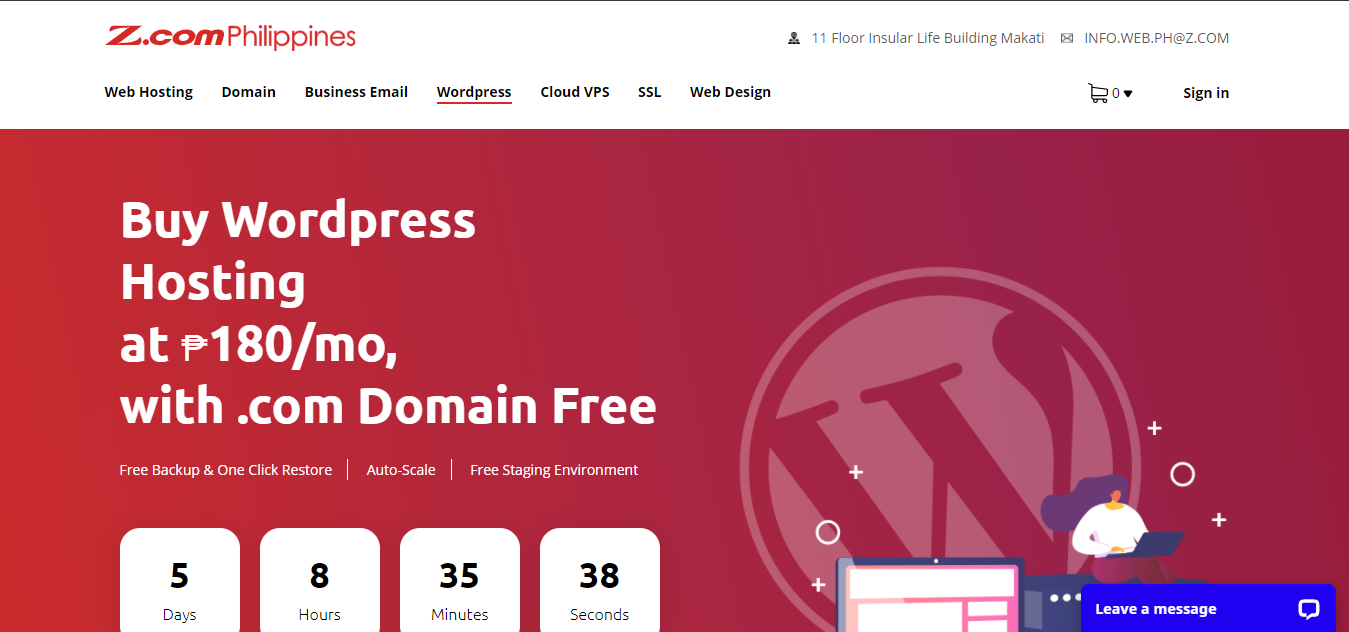 Z.com Philippines
11 Floor Insular Life Building Makati
INFO.WEB.PH@Z.COM
Web Hosting Domain Business Email Wordpress Cloud VPS SSL Web Design
0
Sign in
Buy Wordpress
Hosting
at ₱180/mo,
with .com Domain Free
Free Backup & One Click Restore
Auto-Scale
Free Staging Environment
5 8 35 38
Days Hours Minutes Seconds
Leave a message